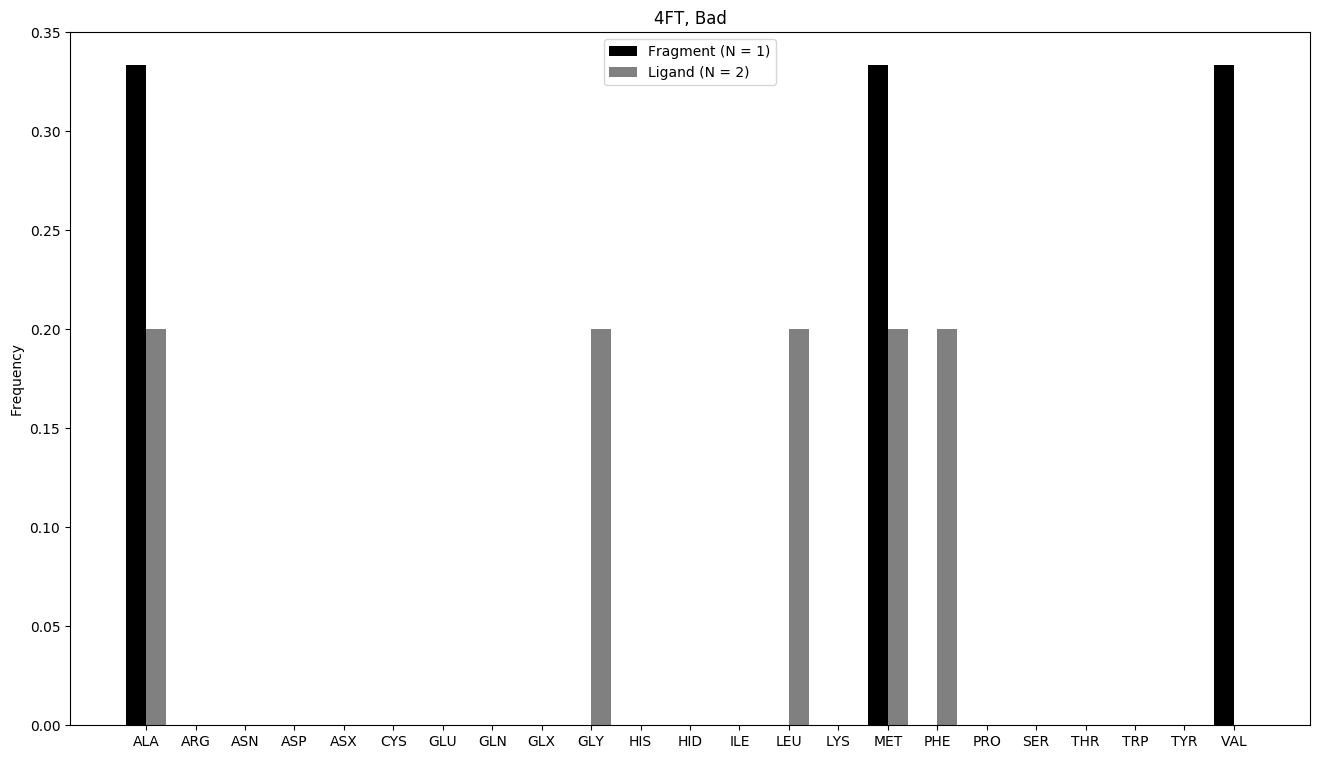 4FT, Bad
Fragment (N = 1)
Ligand (N = 2)
Frequency
0.35
0.30
0.25
0.20
0.15
0.10
0.05
0.00
ALA ARG ASN ASP ASX CYS GLU GLN GLX GLY HIS HID ILE LEU LYS MET PHE PRO SER THR TRP TYR VAL